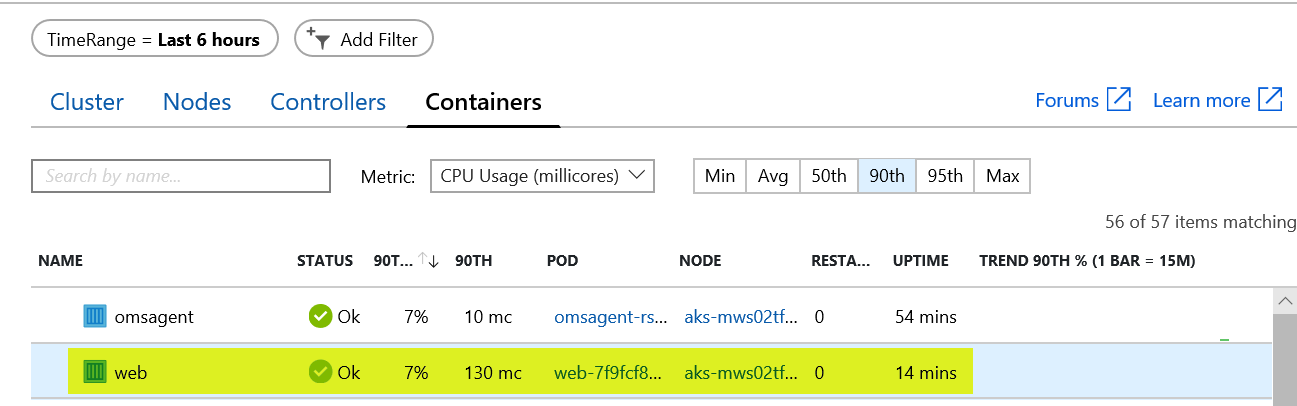 TimeRange = Last 6 hours Add Filter
Cluster Nodes Controllers Containers Forums Learn more
Search by name... Metric: CPU Usage (millicores) Min Avg 50th 90th 95th Max
56 of 57 items matching
NAME STATUS 90T... 90TH POD NODE RESTA... UPTIME TREND 90TH % (1 BAR = 15M)
omsagent Ok 7% 10 mc omsagent-rs... aks-mws02tf... 0 54 mins
web Ok 7% 130 mc web-7f9fcf8... aks-mws02tf... 0 14 mins